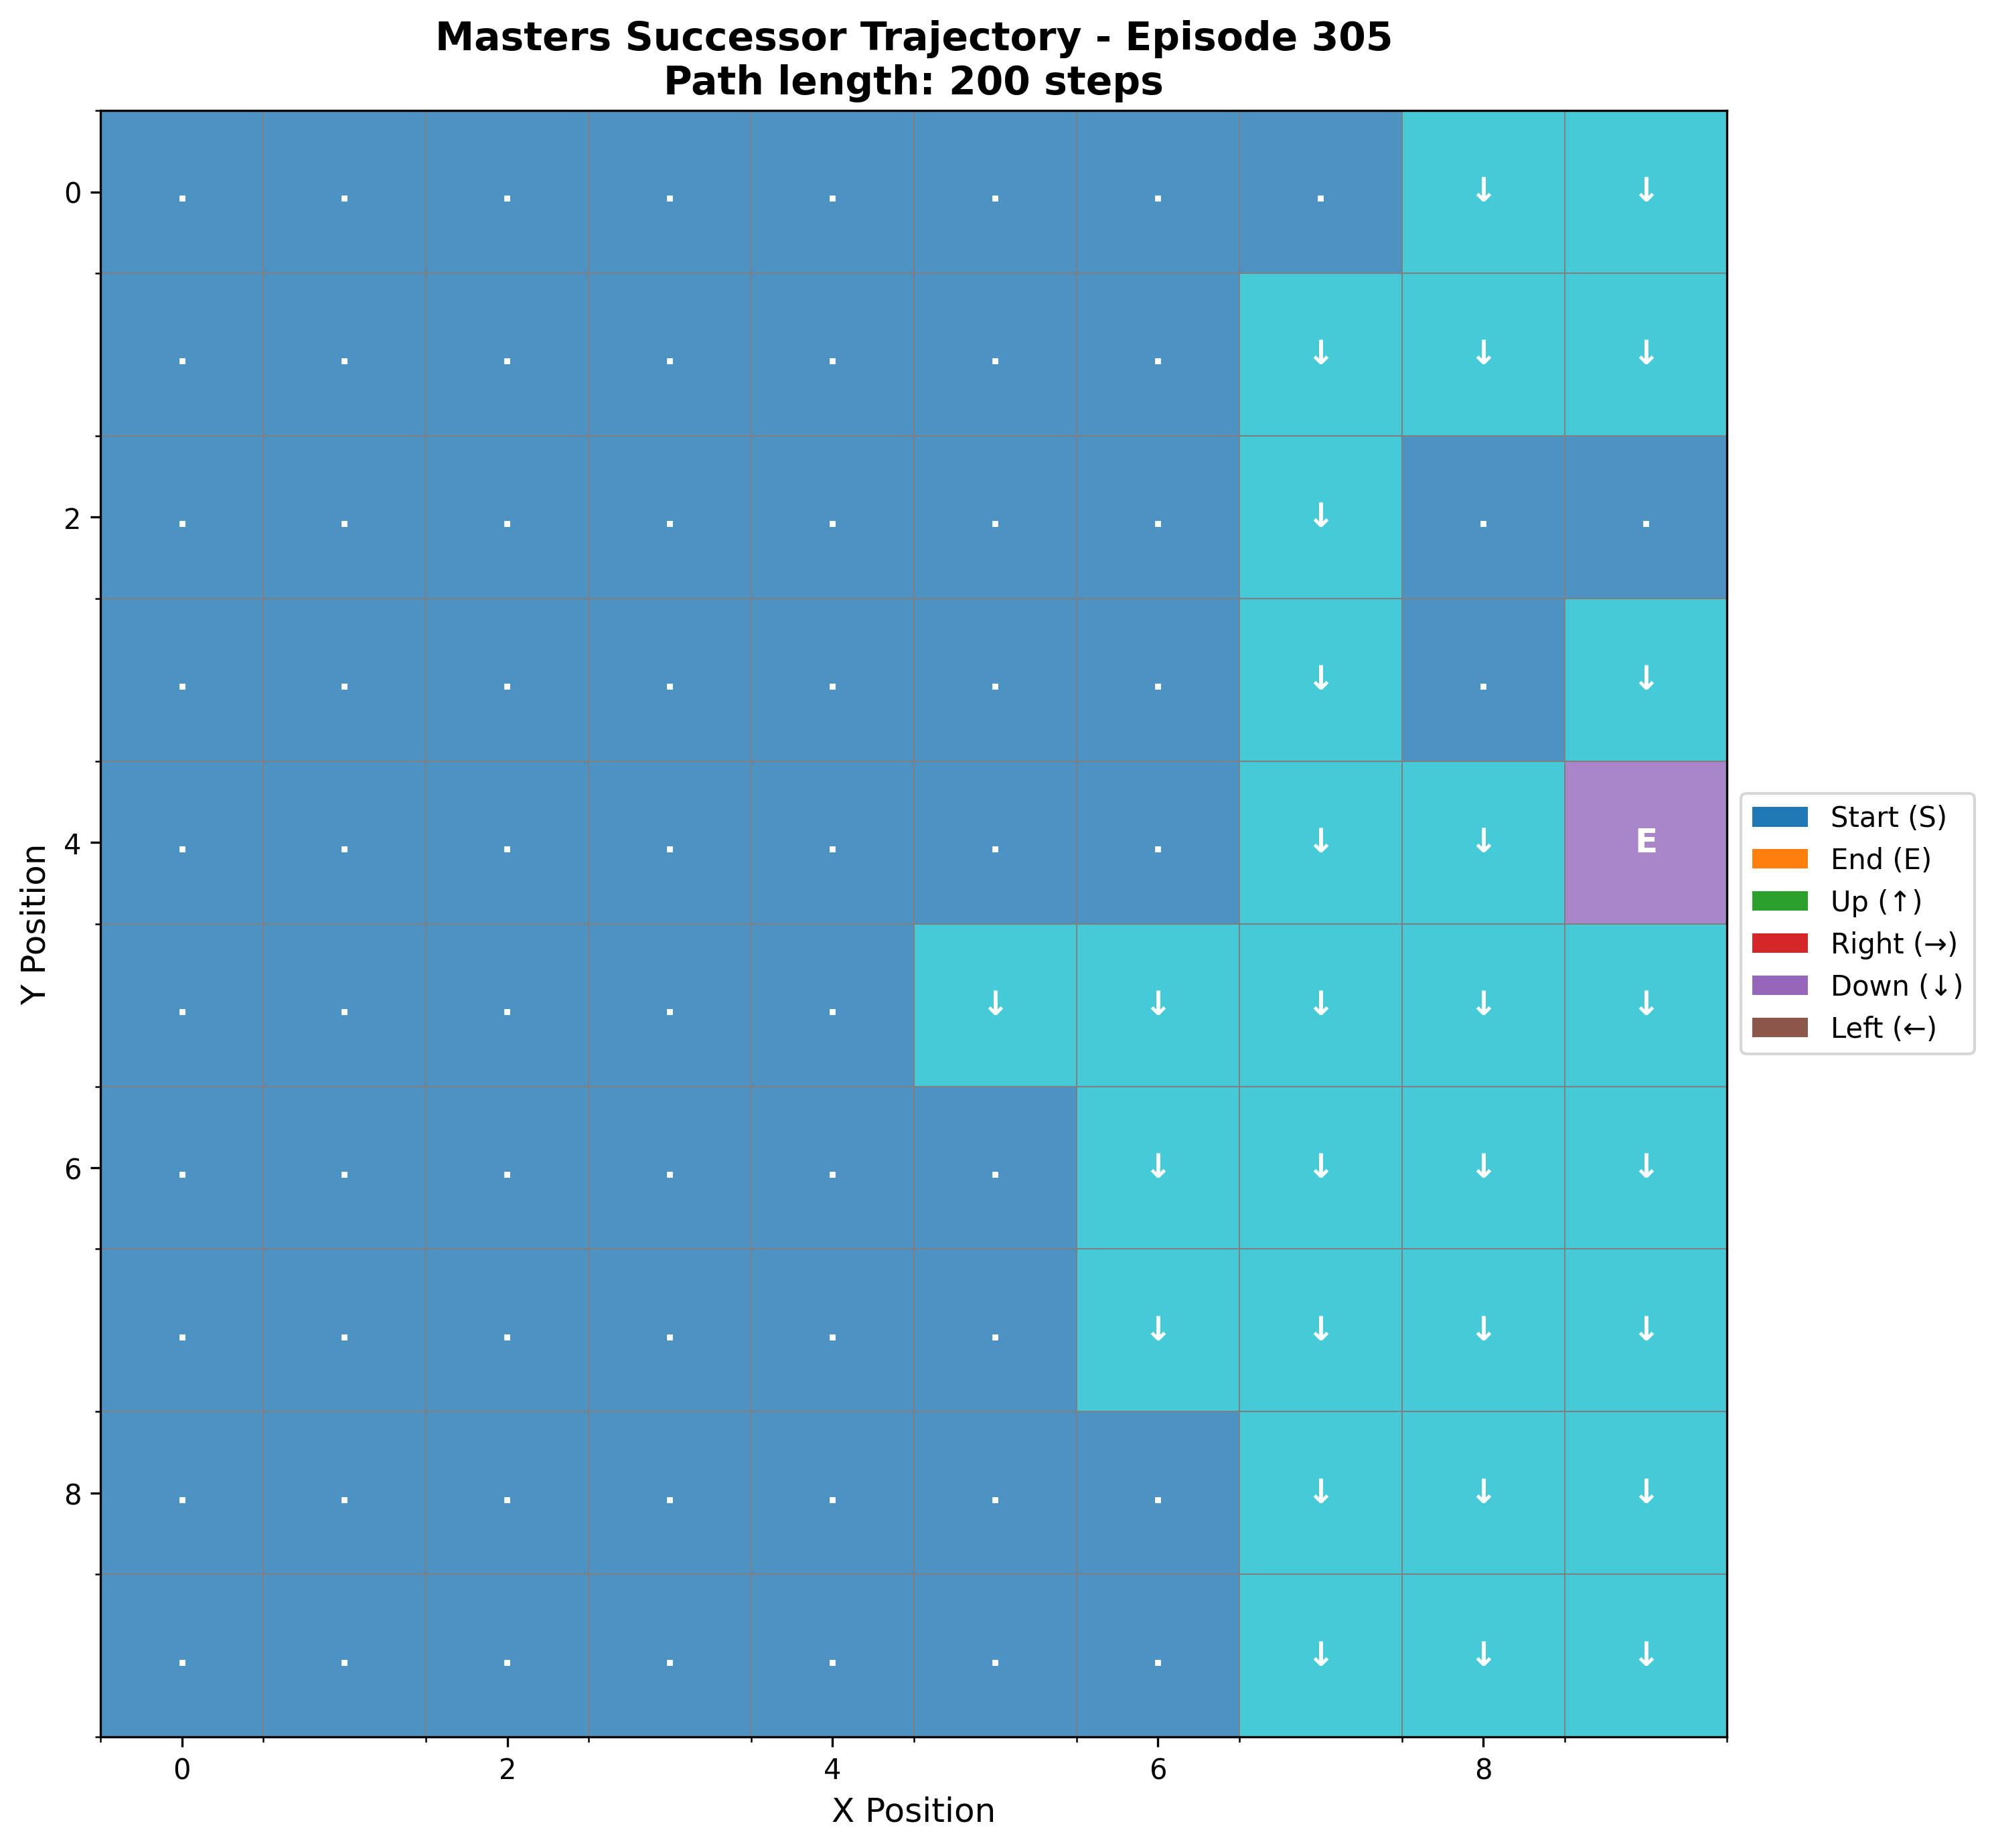 Masters Successor Trajectory - Episode 305
Path length: 200 steps
0 . . . . . . . . ↓ ↓
. . . . . . . ↓ ↓ ↓
2 . . . . . . . ↓ . .
. . . . . . . ↓ . ↓
4 . . . . . . . ↓ ↓ E
. . . . . ↓ ↓ ↓ ↓ ↓
6 . . . . . . ↓ ↓ ↓ ↓
. . . . . . ↓ ↓ ↓ ↓
8 . . . . . . . ↓ ↓ ↓
. . . . . . . ↓ ↓ ↓
0 2 4 6 8
X Position
Y Position
Start (S)
End (E)
Up (↑)
Right (→)
Down (↓)
Left (←)